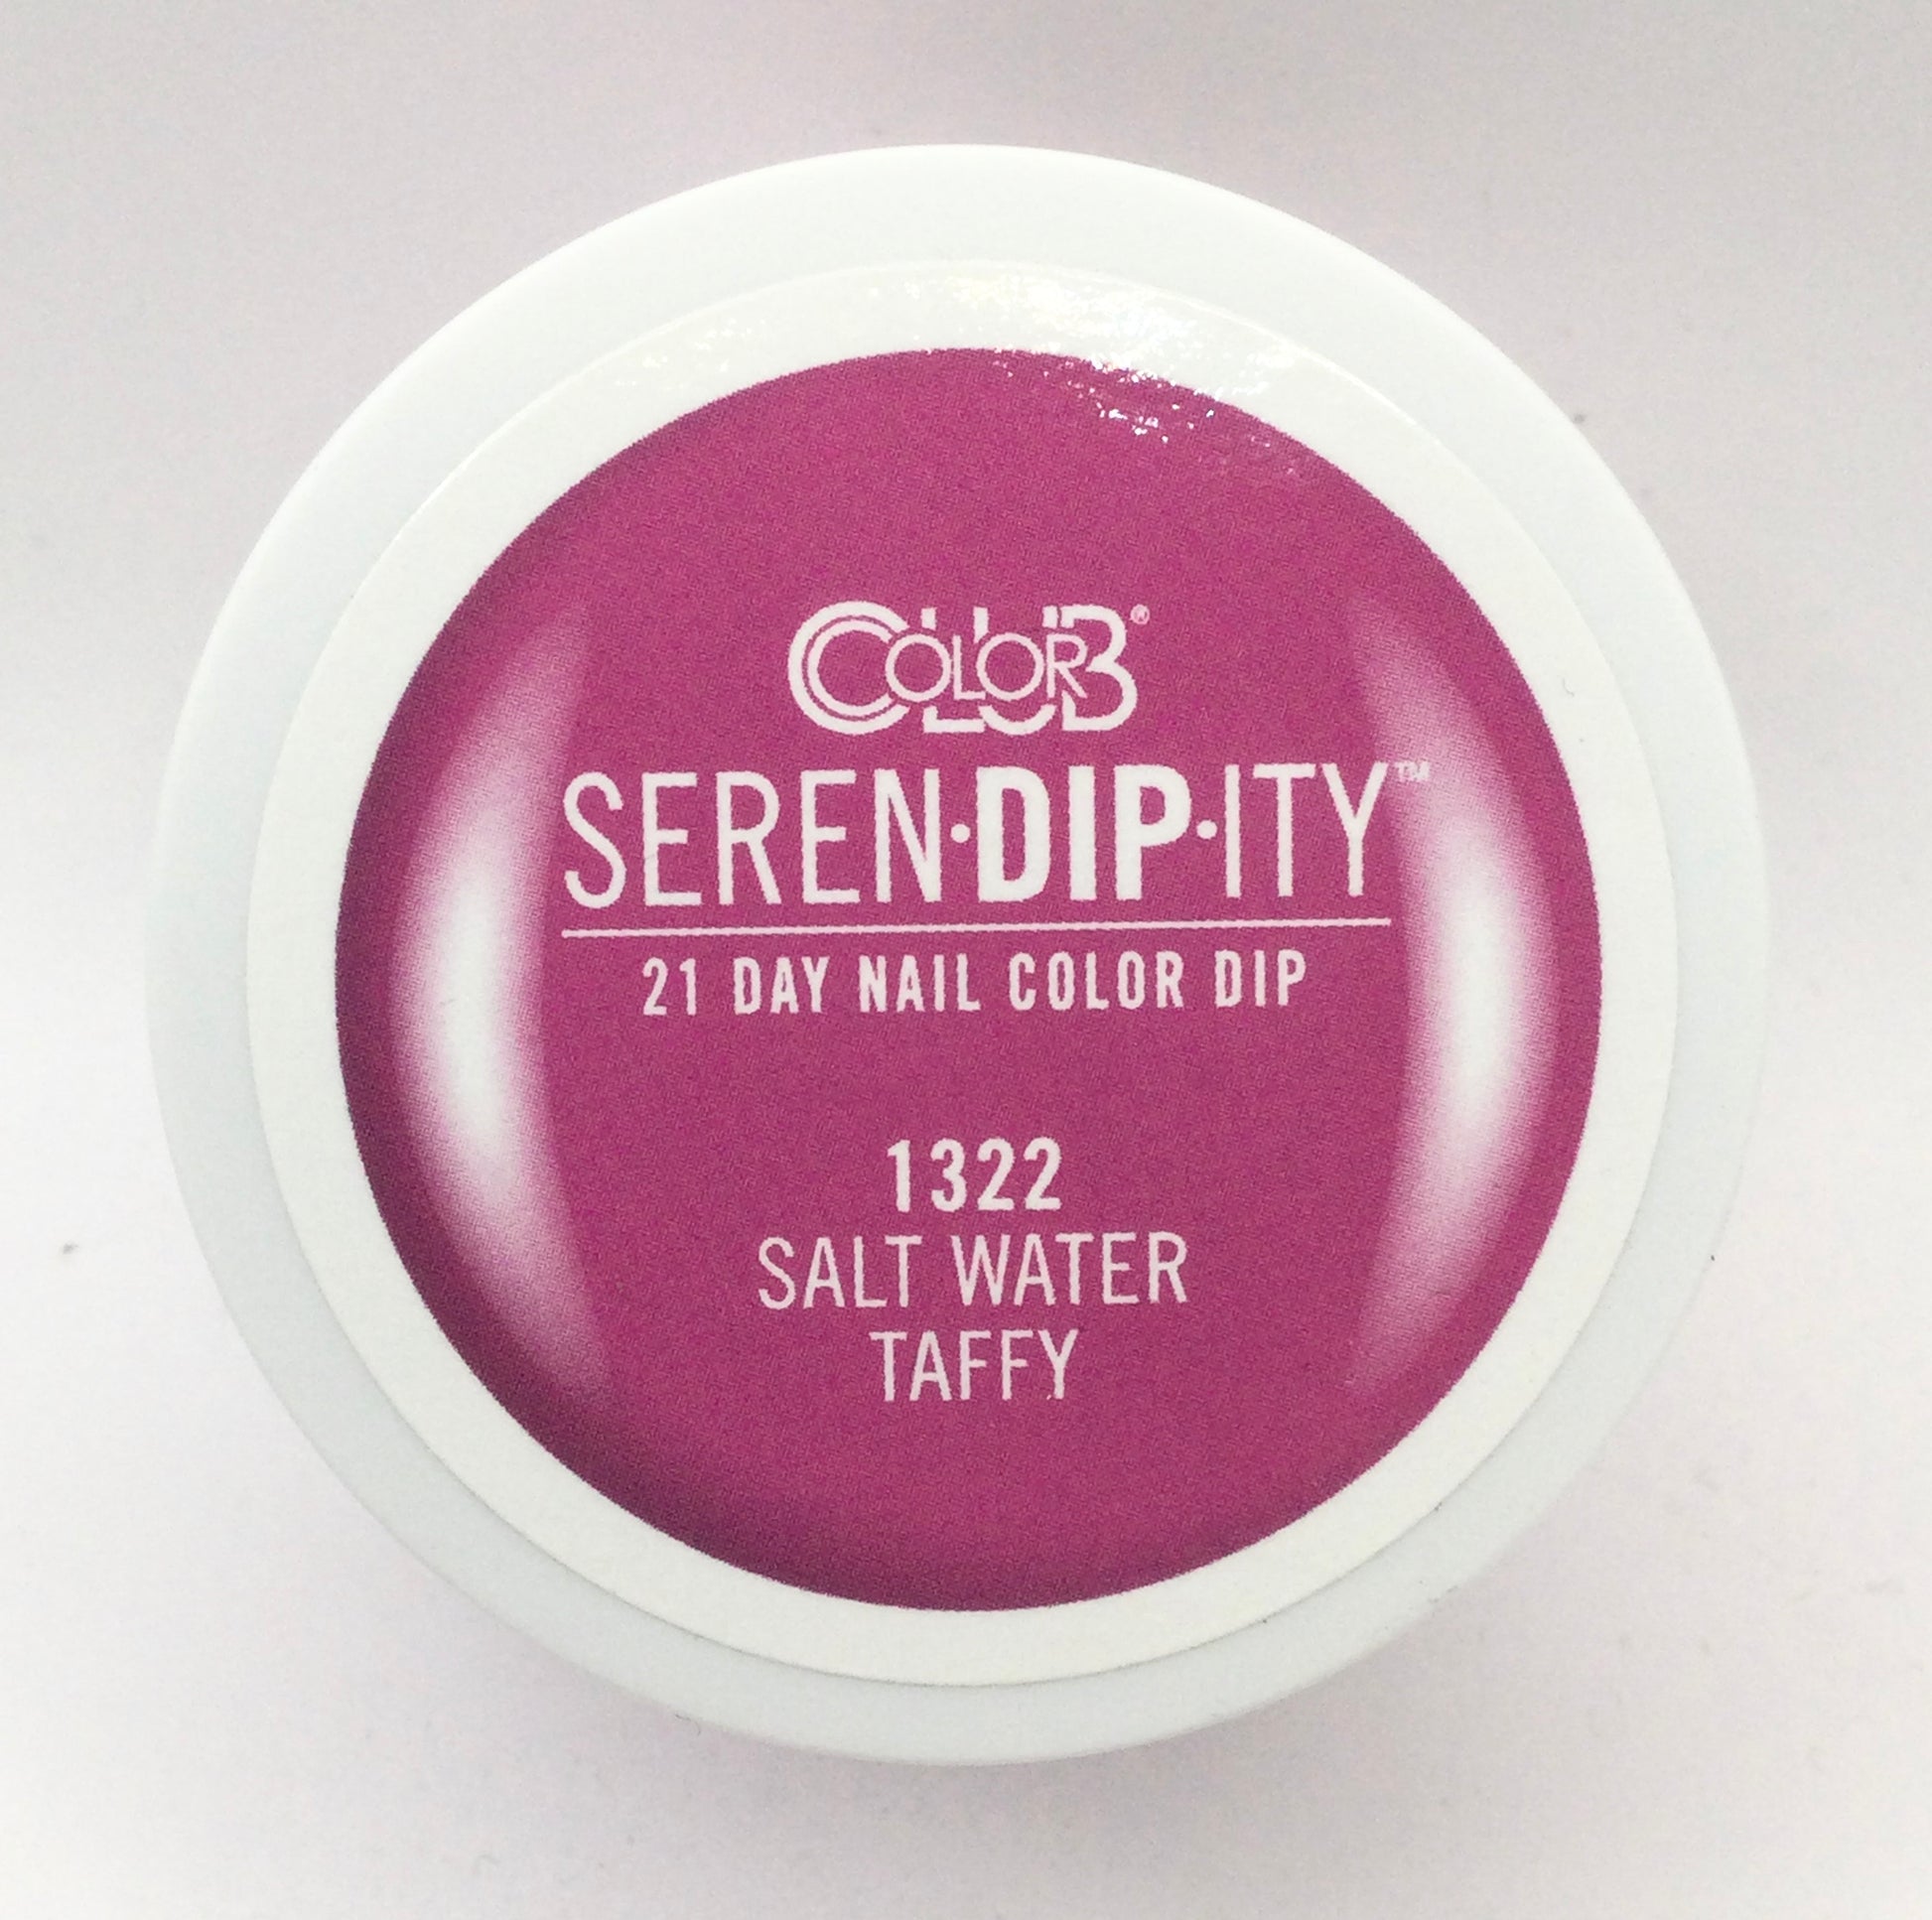 COLOR CLUB®
SEREN·DIP·ITY™
21 DAY NAIL COLOR DIP
1322
SALT WATER
TAFFY